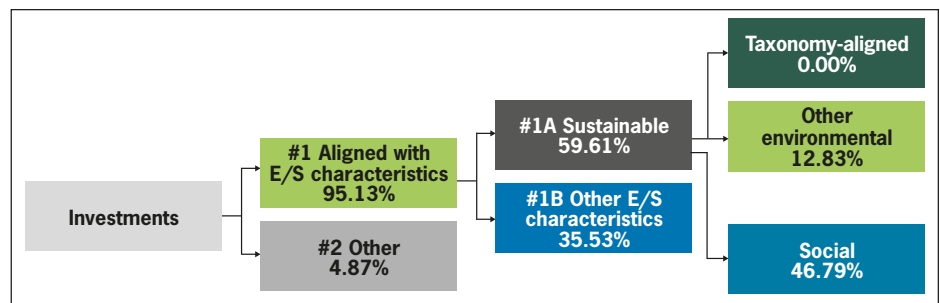 Investments
#1 Aligned with
E/S characteristics
95.13%
#2 Other
4.87%
#1A Sustainable
59.61%
#1B Other E/S
characteristics
35.53%
Taxonomy-aligned
0.00%
Other
environmental
12.83%
Social
46.79%